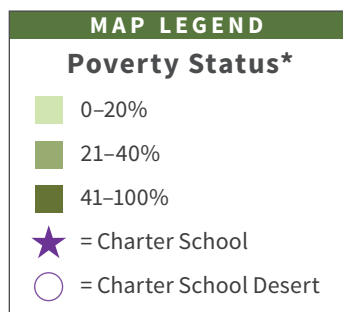 MAP LEGEND
Poverty Status*
0–20%
21–40%
41–100%
= Charter School
= Charter School Desert